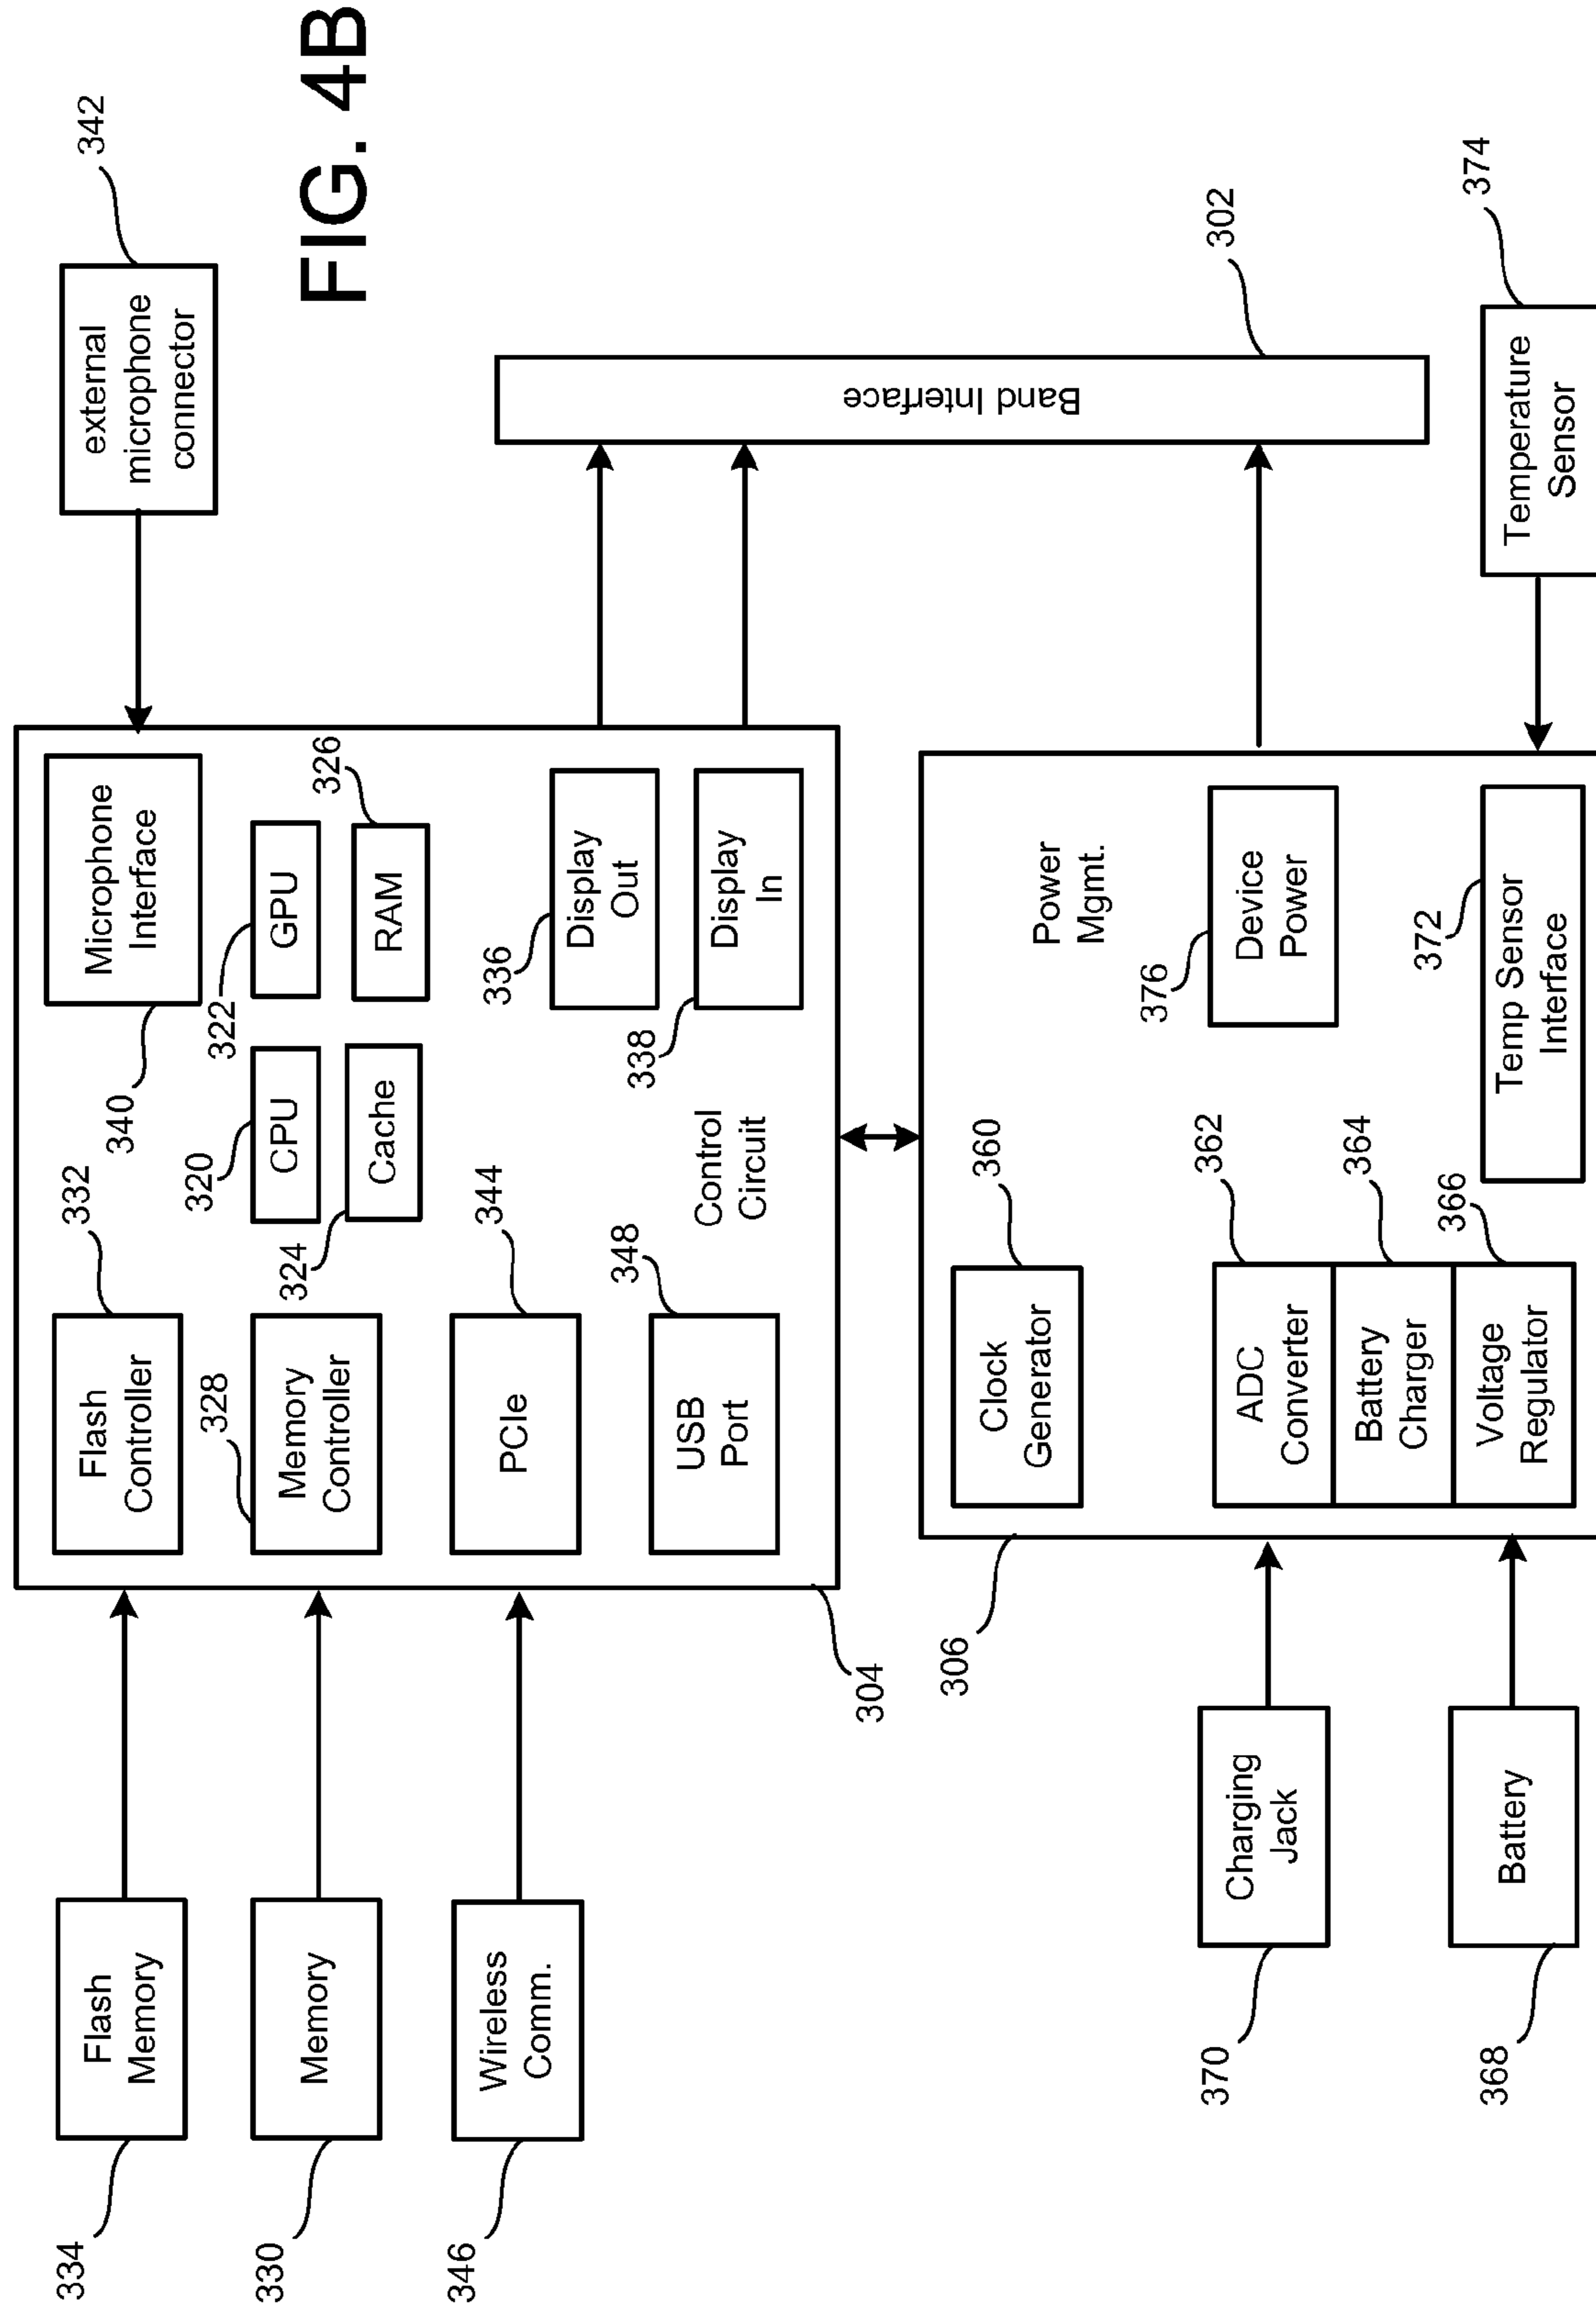 334
Flash
Memory
330
Memory
346
Wireless
Comm.
304
332
Flash
Controller
328
Memory
Controller
344
PCIe
348
USB
Port
320
CPU
324
Cache
Control
Circuit
340
Microphone
Interface
322
GPU
326
RAM
336
Display
Out
338
Display
In
342
external
microphone
connector
FIG. 4B
302
Band Interface
306
360
Clock
Generator
362
ADC
Converter
364
Battery
Charger
366
Voltage
Regulator
Power
Mgmt.
376
Device
Power
372
Temp Sensor
Interface
374
Temperature
Sensor
370
Charging
Jack
368
Battery